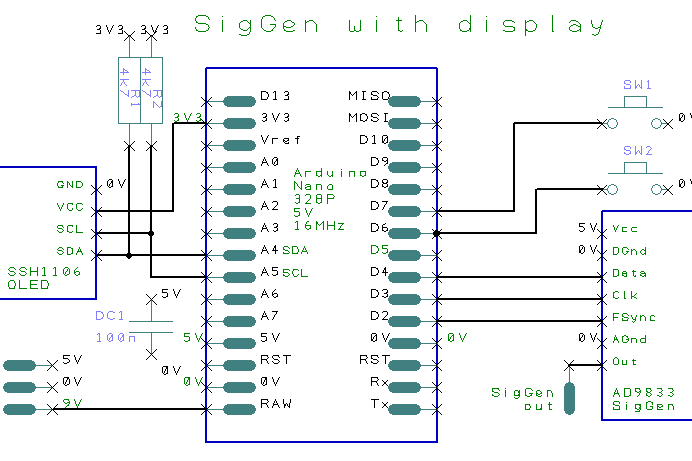 SigGen with display
3V3 3V3
4k7 R1
4k7 R2
SW1
0V
SW2
0V
3V3
D13
3V3
Vref
A0
A1
A2
A3
A4 SDA
A5 SCL
A6
A7
5V
RST
0V
RAW
MISO
MOSI
D10
D9
D8
D7
D6
D5
D4
D3
D2
0V
RST
Rx
Tx
Arduino
Nano
328P
5V
16MHz
GND 0V
VCC
SCL
SDA
SSH1106
OLED
5V
DC1
100n
0V
5V
0V
5V
0V
9V
0V
5V Vcc
0V DGnd
Data
Clk
FSync
0V AGnd
Out
AD9833
SigGen
SigGen
out